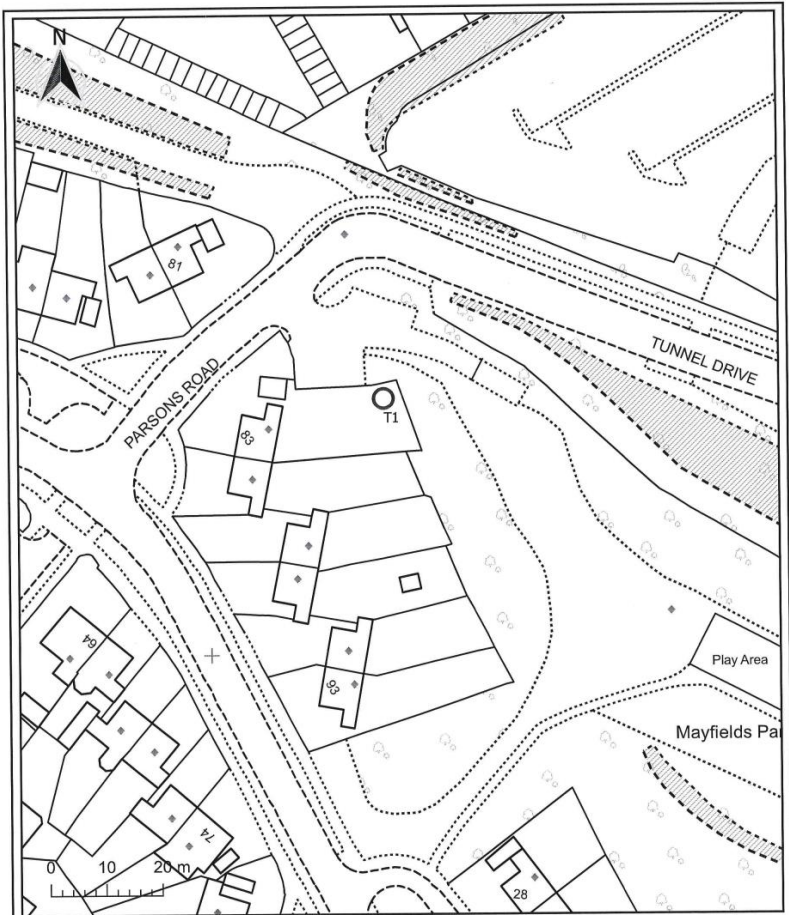 N
81
TUNNEL DRIVE
PARSONS ROAD
T1
83
64
Play Area
93
Mayfields Pa
74
0 10 20 m
28